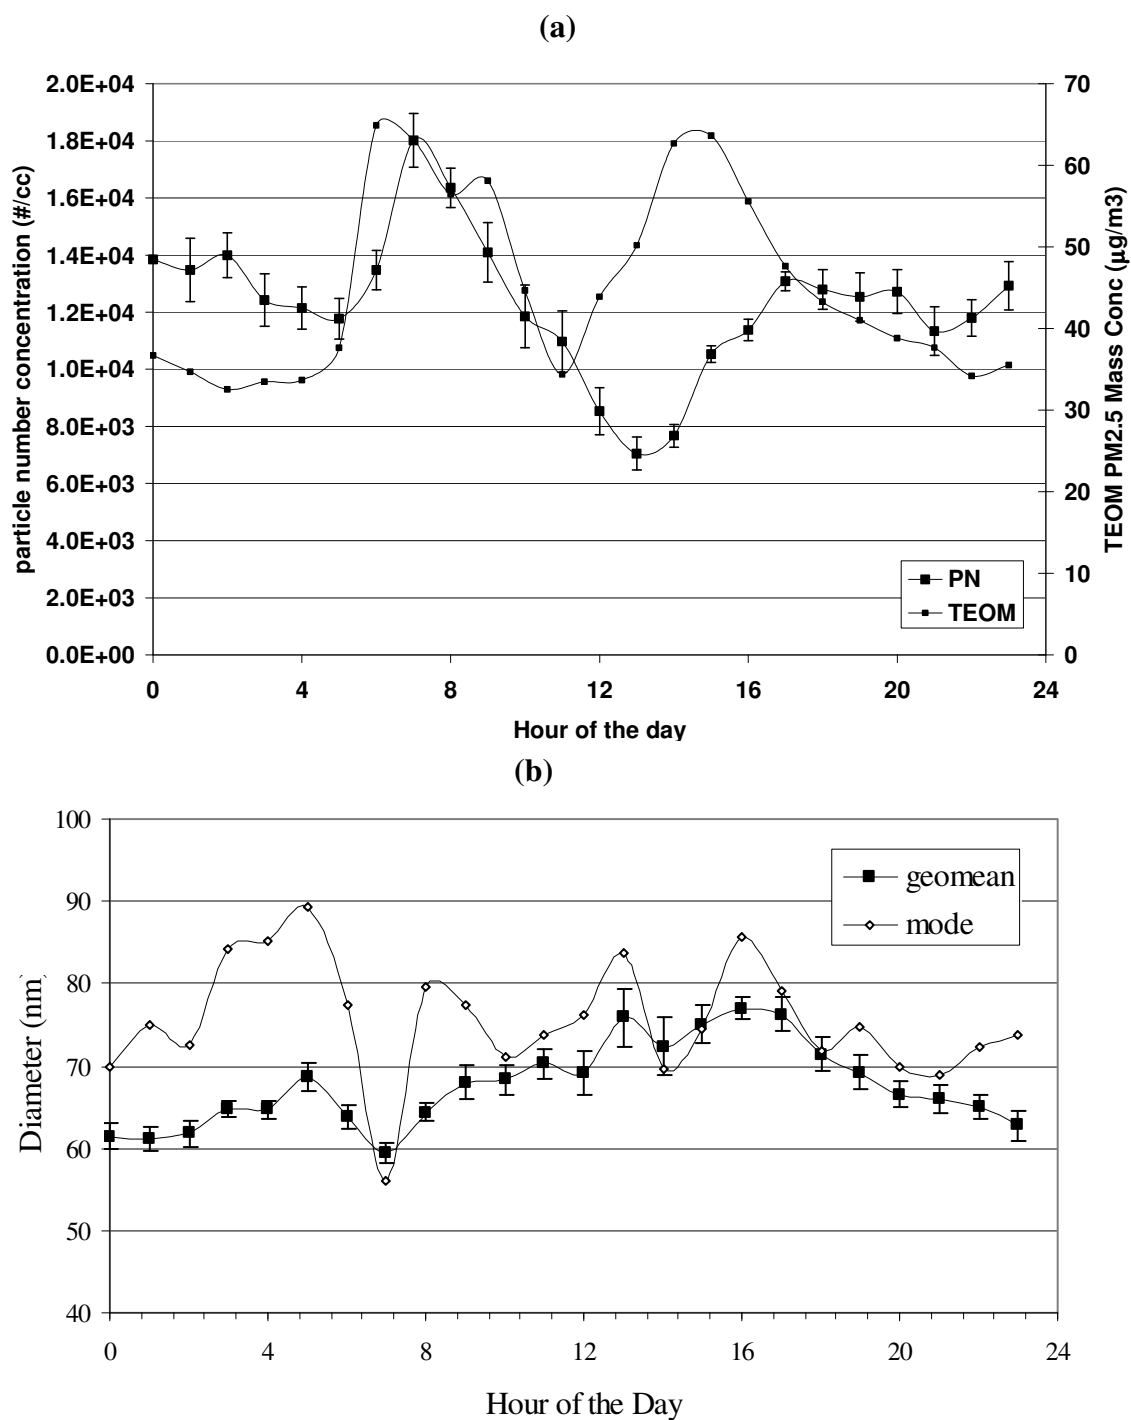 (a)
2.0E+04
1.8E+04
1.6E+04
1.4E+04
1.2E+04
1.0E+04
8.0E+03
6.0E+03
4.0E+03
2.0E+03
0.0E+00
particle number concentration (#/cc)
70
60
50
40
30
20
10
0
TEOM PM2.5 Mass Conc (µg/m3)
PN
TEOM
0 4 8 12 16 20 24
Hour of the day
(b)
100
90
80
70
60
50
40
Diameter (nm)
geomean
mode
0 4 8 12 16 20 24
Hour of the Day